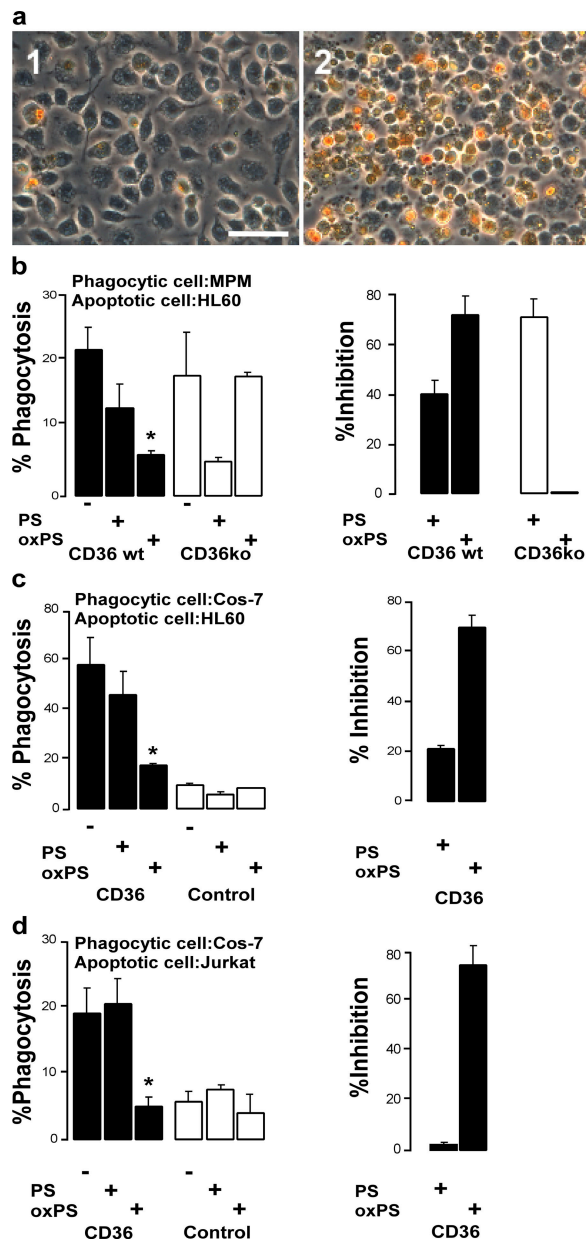 a
1
2
b
Phagocytic cell:MPM
Apoptotic cell:HL60
% Phagocytosis
30
20
10
0
- + + - + +
PS
oxPS
CD36 wt CD36ko
%Inhibition
80
60
40
20
0
+ + + +
PS
oxPS
CD36 wt CD36ko
*
c
Phagocytic cell:Cos-7
Apoptotic cell:HL60
% Phagocytosis
80
60
40
20
0
*
- + + - + +
PS
oxPS
CD36 Control
% Inhibition
80
60
40
20
0
+ +
PS
oxPS
CD36
d
Phagocytic cell:Cos-7
Apoptotic cell:Jurkat
%Phagocytosis
30
20
10
0
*
- + + - + +
PS
oxPS
CD36 Control
%Inhibition
80
60
40
20
0
+ +
PS
oxPS
CD36